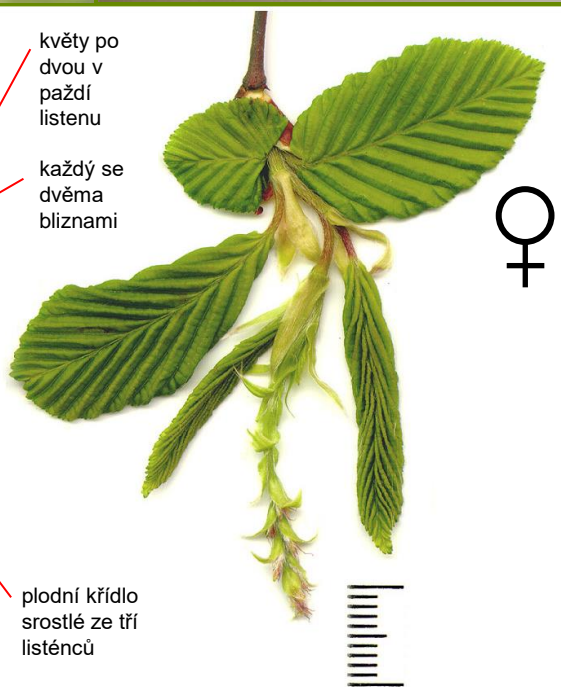 květy po
dvou v
paždí
listenu
každý se
dvěma
bliznami
plodní křídlo
srostlé ze tří
listénců